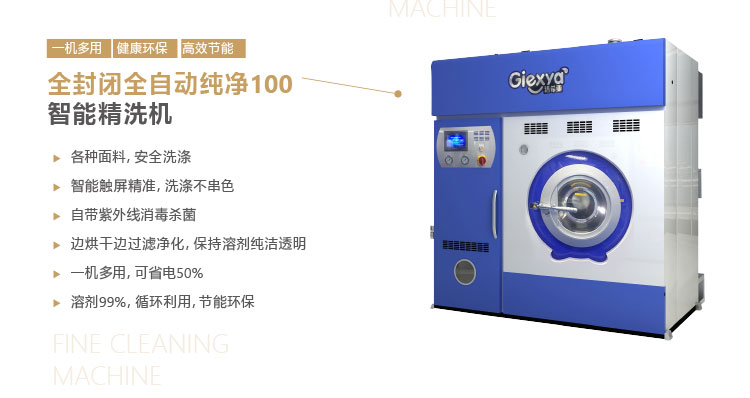 MACHINE
一机多用 健康环保 高效节能
全封闭全自动纯净100
智能精洗机
各种面料, 安全洗涤
智能触屏精准, 洗涤不串色
自带紫外线消毒杀菌
边烘干边过滤净化, 保持溶剂纯洁透明
一机多用, 可省电50%
溶剂99%, 循环利用, 节能环保
Giexya
FINE CLEANING
MACHINE